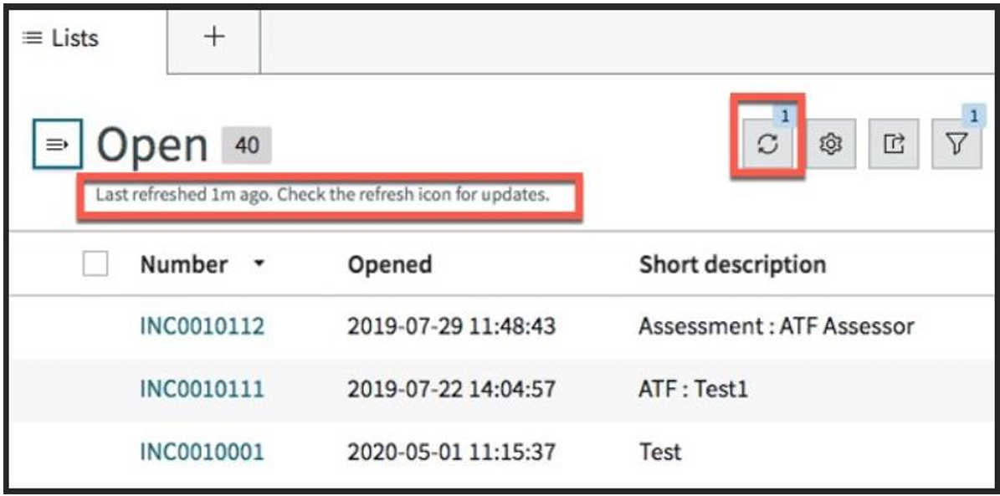 Lists
Open 40
1
1
Last refreshed 1m ago. Check the refresh icon for updates.
Number Opened Short description
INC0010112 2019-07-29 11:48:43 Assessment : ATF Assessor
INC0010111 2019-07-22 14:04:57 ATF : Test1
INC0010001 2020-05-01 11:15:37 Test